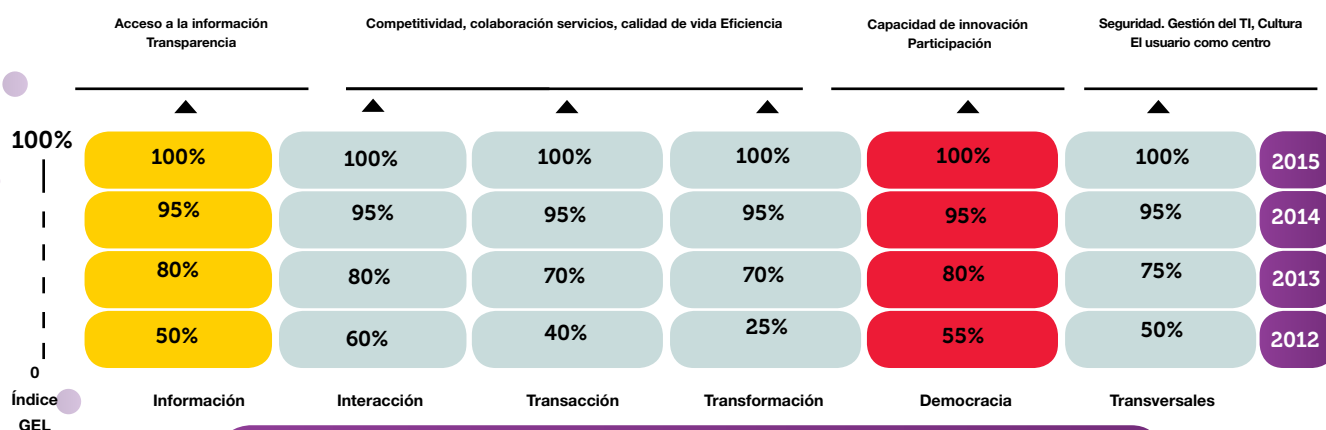 Acceso a la información
Transparencia
Competitividad, colaboración servicios, calidad de vida Eficiencia
Capacidad de innovación
Participación
Seguridad. Gestión del TI, Cultura
El usuario como centro
100%
100% 100% 100% 100% 100% 100% 2015
95% 95% 95% 95% 95% 95% 2014
80% 80% 70% 70% 80% 75% 2013
50% 60% 40% 25% 55% 50% 2012
0
Índice
GEL
Información Interacción Transacción Transformación Democracia Transversales